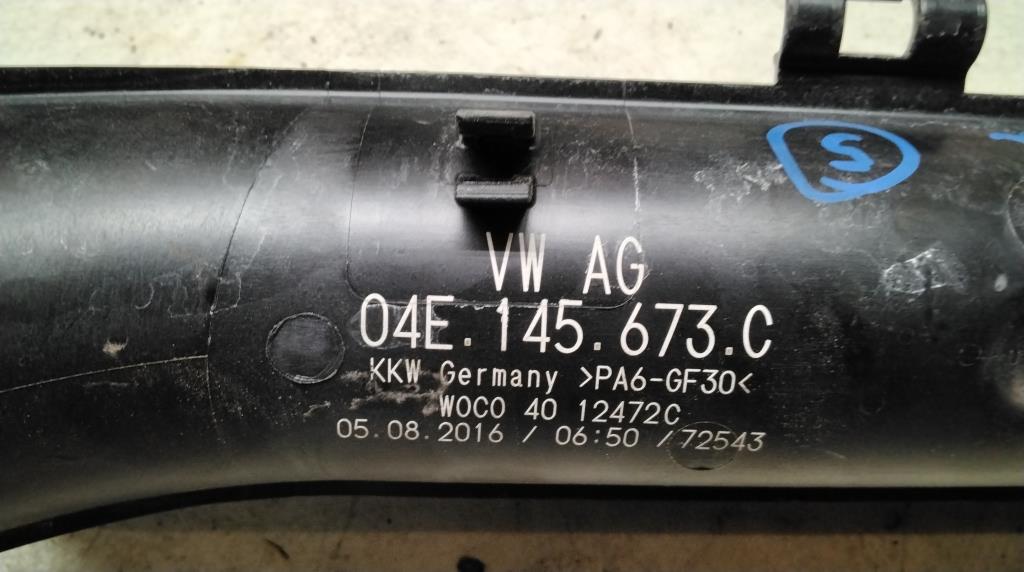 S
VW AG
04E.145.673.C
KKW Germany >PA6-GF30<
WOCO 40 12472C
05.08.2016 / 06:50 / 72543